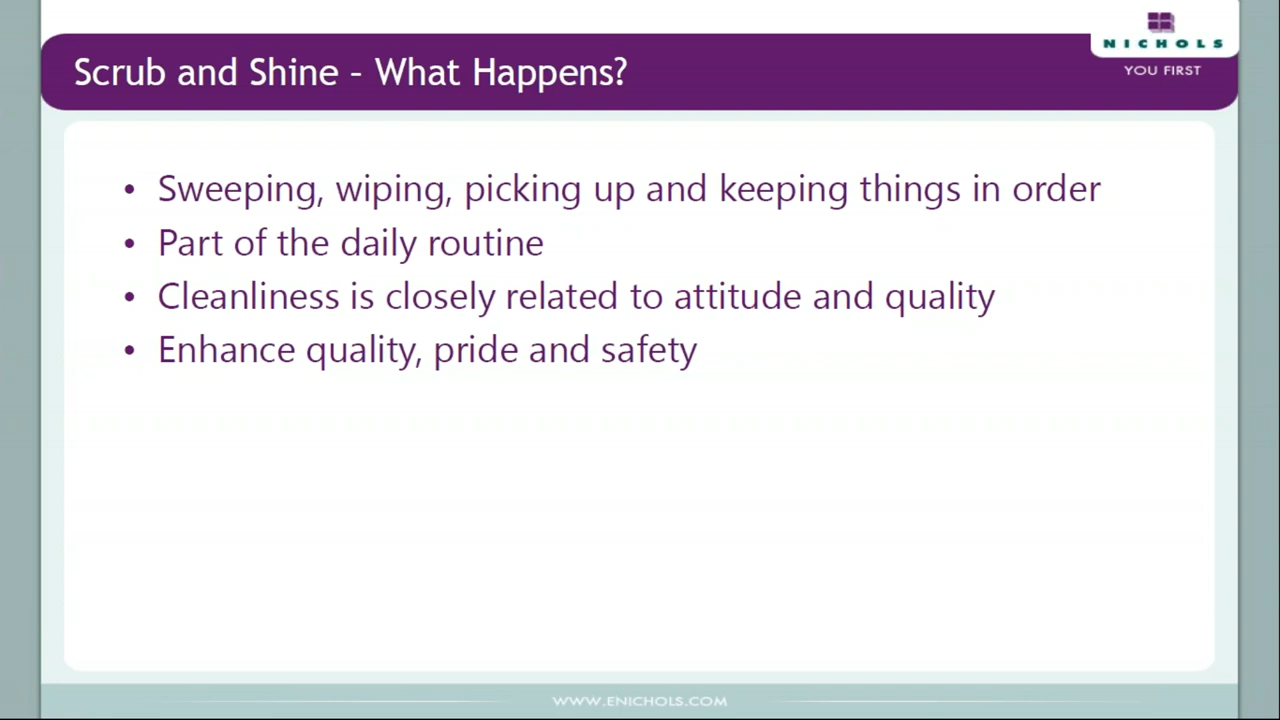 NICHOLS
YOU FIRST
Scrub and Shine - What Happens?
• Sweeping, wiping, picking up and keeping things in order
• Part of the daily routine
• Cleanliness is closely related to attitude and quality
• Enhance quality, pride and safety
WWW.ENICHOLS.COM